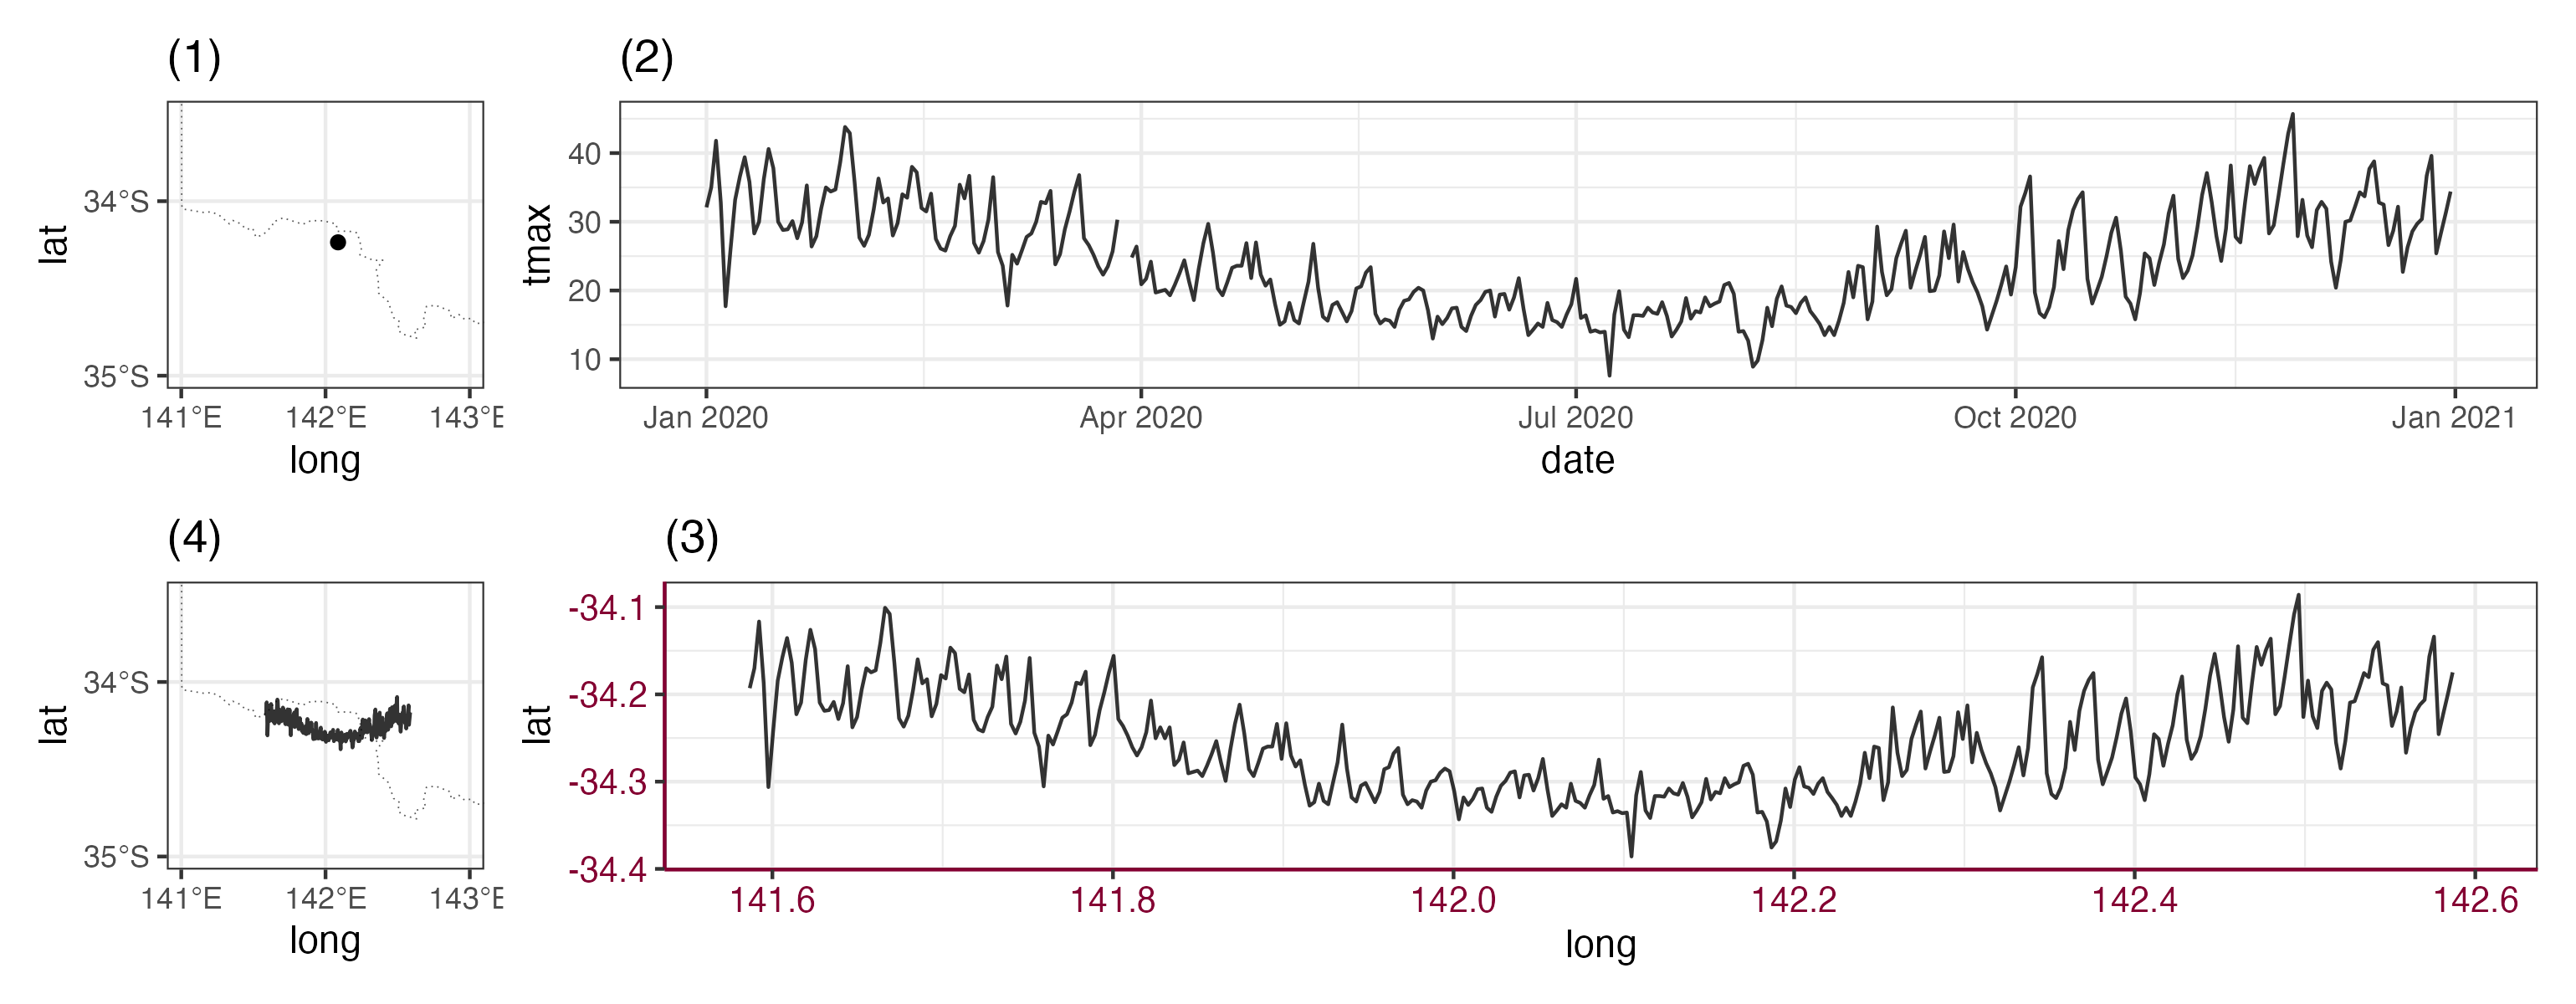 (1)
lat
34°S
35°S
141°E 142°E 143°E
long
(2)
tmax
40
30
20
10
Jan 2020 Apr 2020 Jul 2020 Oct 2020 Jan 2021
date
(4)
lat
34°S
35°S
141°E 142°E 143°E
long
(3)
lat
-34.1
-34.2
-34.3
-34.4
141.6 141.8 142.0 142.2 142.4 142.6
long